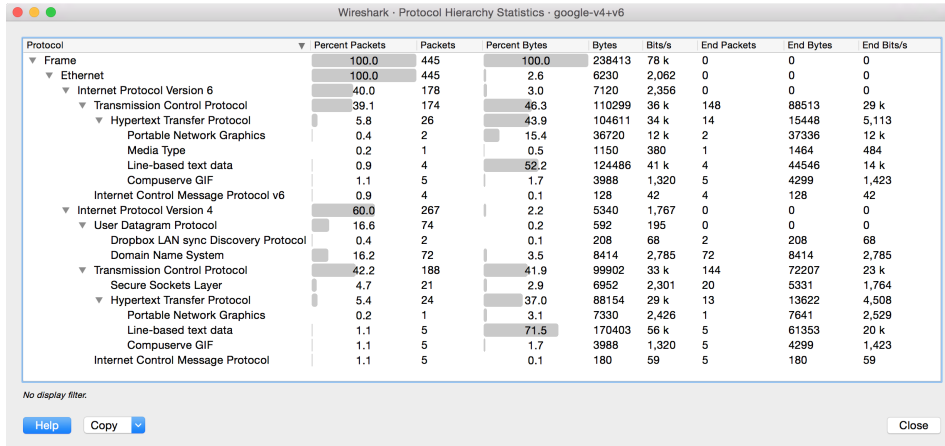 Wireshark · Protocol Hierarchy Statistics · google-v4+v6
Protocol Percent Packets Packets Percent Bytes Bytes Bits/s End Packets End Bytes End Bits/s
Frame 100.0 445 100.0 238413 78 k 0 0 0
Ethernet 100.0 445 2.6 6230 2,062 0 0 0
Internet Protocol Version 6 40.0 178 3.0 7120 2,356 0 0 0
Transmission Control Protocol 39.1 174 46.3 110299 36 k 148 88513 29 k
Hypertext Transfer Protocol 5.8 26 43.9 104611 34 k 14 15448 5,113
Portable Network Graphics 0.4 2 15.4 36720 12 k 2 37336 12 k
Media Type 0.2 1 0.5 1150 380 1 1464 484
Line-based text data 0.9 4 52.2 124486 41 k 4 44546 14 k
Compuserve GIF 1.1 5 1.7 3988 1,320 5 4299 1,423
Internet Control Message Protocol v6 0.9 4 0.1 128 42 4 128 42
Internet Protocol Version 4 60.0 267 2.2 5340 1,767 0 0 0
User Datagram Protocol 16.6 74 0.2 592 195 0 0 0
Dropbox LAN sync Discovery Protocol 0.4 2 0.1 208 68 2 208 68
Domain Name System 16.2 72 3.5 8414 2,785 72 8414 2,785
Transmission Control Protocol 42.2 188 41.9 99902 33 k 144 72207 23 k
Secure Sockets Layer 4.7 21 2.9 6952 2,301 20 5331 1,764
Hypertext Transfer Protocol 5.4 24 37.0 88154 29 k 13 13622 4,508
Portable Network Graphics 0.2 1 3.1 7330 2,426 1 7641 2,529
Line-based text data 1.1 5 71.5 170403 56 k 5 61353 20 k
Compuserve GIF 1.1 5 1.7 3988 1,320 5 4299 1,423
Internet Control Message Protocol 1.1 5 0.1 180 59 5 180 59
No display filter.
Help Copy Close